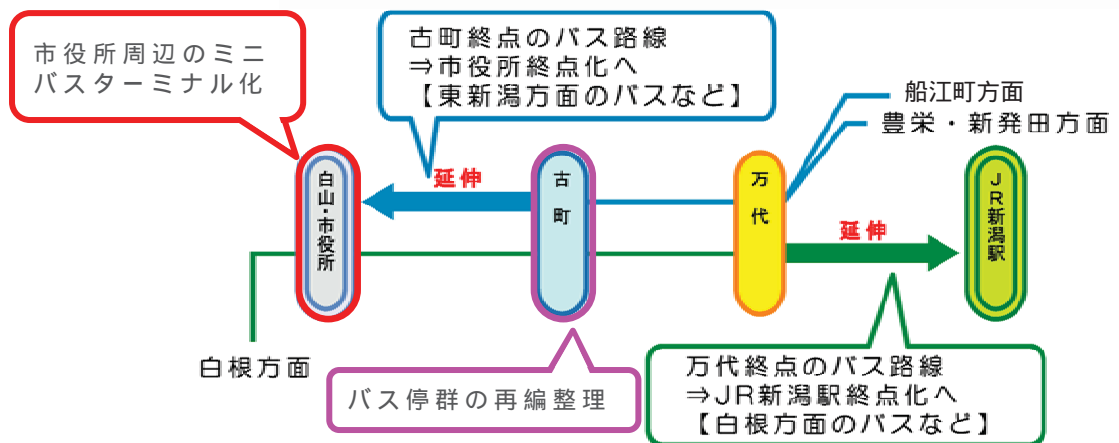 市役所周辺のミニ
バスターミナル化
古町終点のバス路線
⇒市役所終点化へ
【東新潟方面のバスなど】
船江町方面
豊栄・新発田方面
延伸
白山・市役所
古町
万代
延伸
JR新潟駅
白根方面
バス停群の再編整理
万代終点のバス路線
⇒JR新潟駅終点化へ
【白根方面のバスなど】